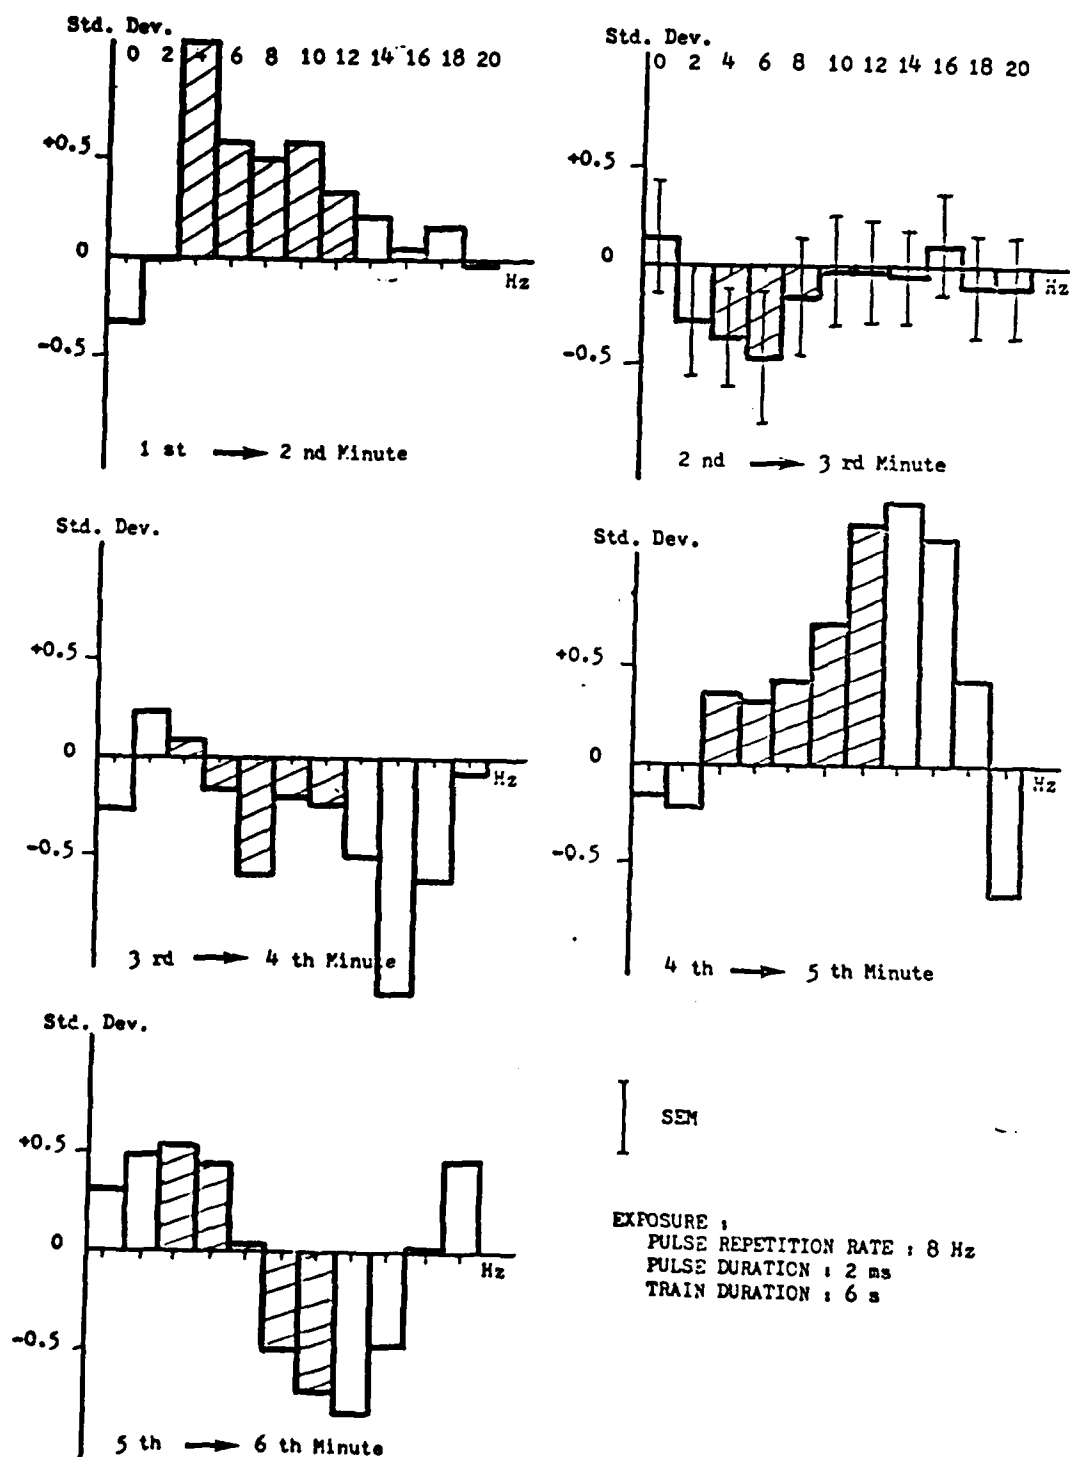 Std. Dev.
0 2 4 6 8 10 12 14 16 18 20
+0.5
0
Hz
-0.5
1 st 2 nd Minute
Std. Dev.
0 2 4 6 8 10 12 14 16 18 20
+0.5
0
Hz
-0.5
2 nd 3 rd Minute
Std. Dev.
+0.5
0
Hz
-0.5
3 rd 4 th Minute
Std. Dev.
+0.5
0
Hz
-0.5
4 th 5 th Minute
Std. Dev.
+0.5
0
Hz
-0.5
5 th 6 th Minute
SEM
EXPOSURE :
PULSE REPETITION RATE : 8 Hz
PULSE DURATION : 2 ms
TRAIN DURATION : 6 s